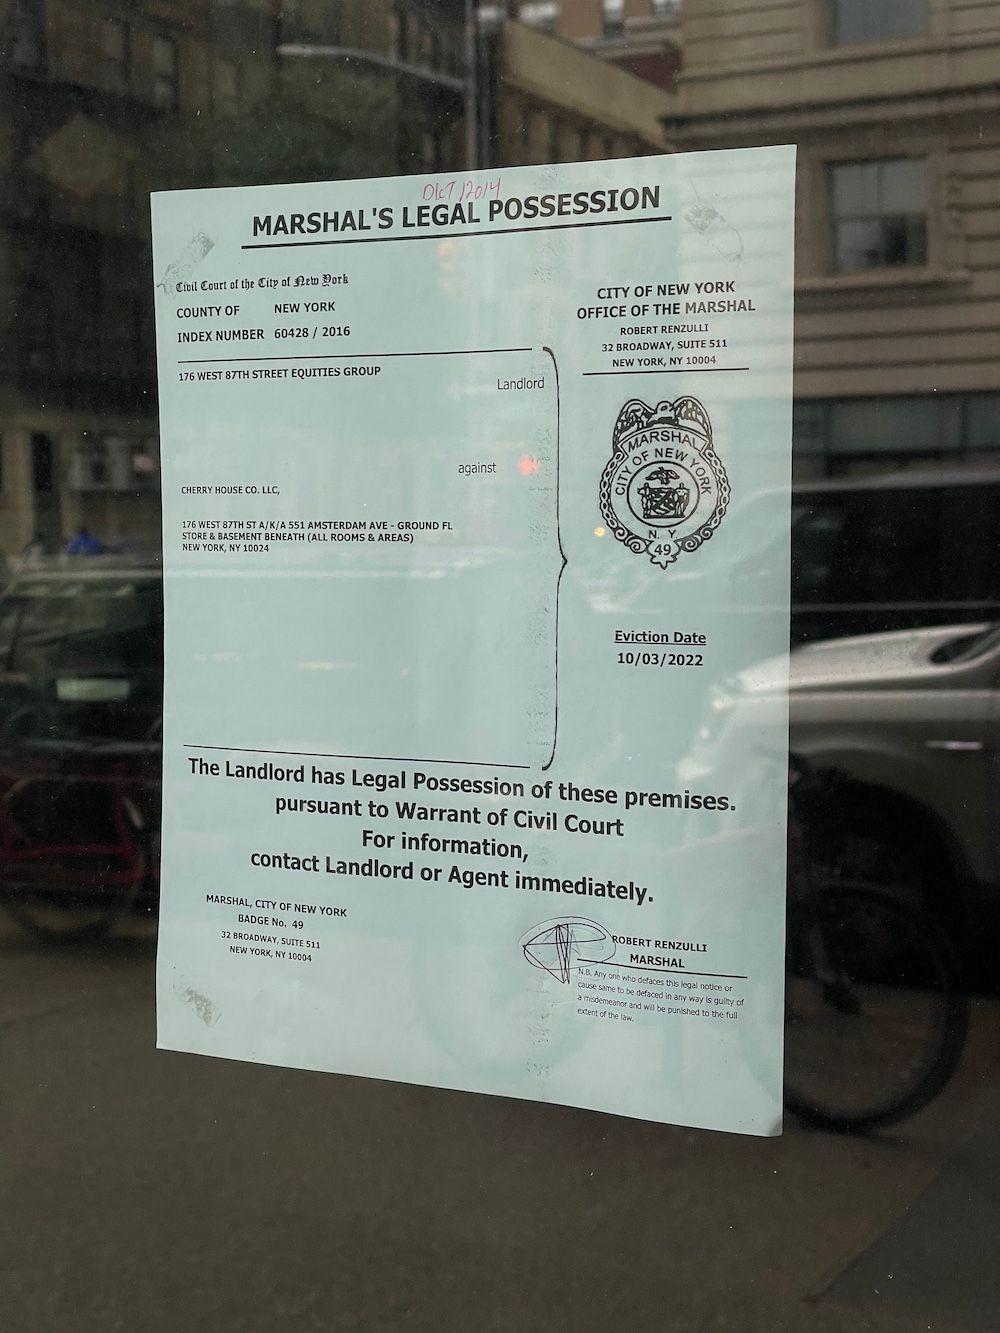 MARSHAL'S LEGAL POSSESSION
Civil Court of the City of New York
COUNTY OF NEW YORK
INDEX NUMBER 60428 / 2016
176 WEST 87TH STREET EQUITIES GROUP
Landlord
against
CHERRY HOUSE CO. LLC,
176 WEST 87TH ST A/K/A 551 AMSTERDAM AVE - GROUND FL
STORE & BASEMENT BENEATH (ALL ROOMS & AREAS)
NEW YORK, NY 10024
CITY OF NEW YORK
OFFICE OF THE MARSHAL
ROBERT RENZULLI
32 BROADWAY, SUITE 511
NEW YORK, NY 10004
MARSHAL
CITY OF NEW YORK
N. Y.
49
Eviction Date
10/03/2022
The Landlord has Legal Possession of these premises.
pursuant to Warrant of Civil Court
For information,
contact Landlord or Agent immediately.
MARSHAL, CITY OF NEW YORK
BADGE No. 49
32 BROADWAY, SUITE 511
NEW YORK, NY 10004
ROBERT RENZULLI
MARSHAL
N.B. Any one who defaces this legal notice or
cause same to be defaced in any way is guilty of
a misdemeanor and will be punished to the full
extent of the law.